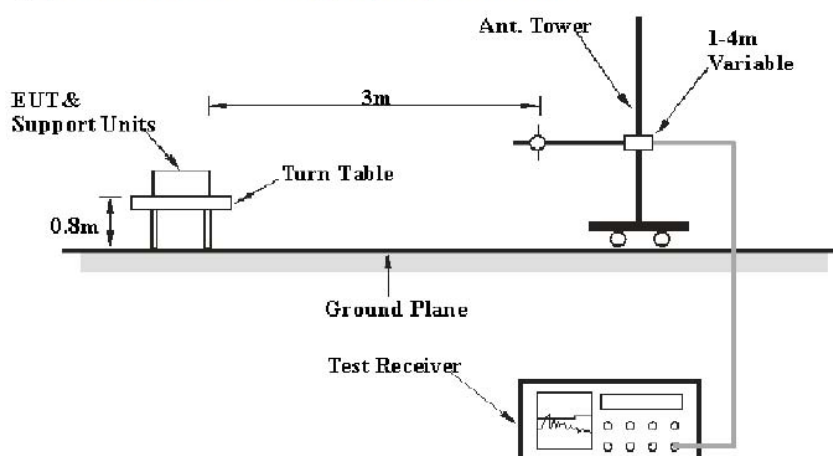 Ant. Tower
1-4m
Variable
3m
EUT&
Support Units
Turn Table
0.8m
Ground Plane
Test Receiver